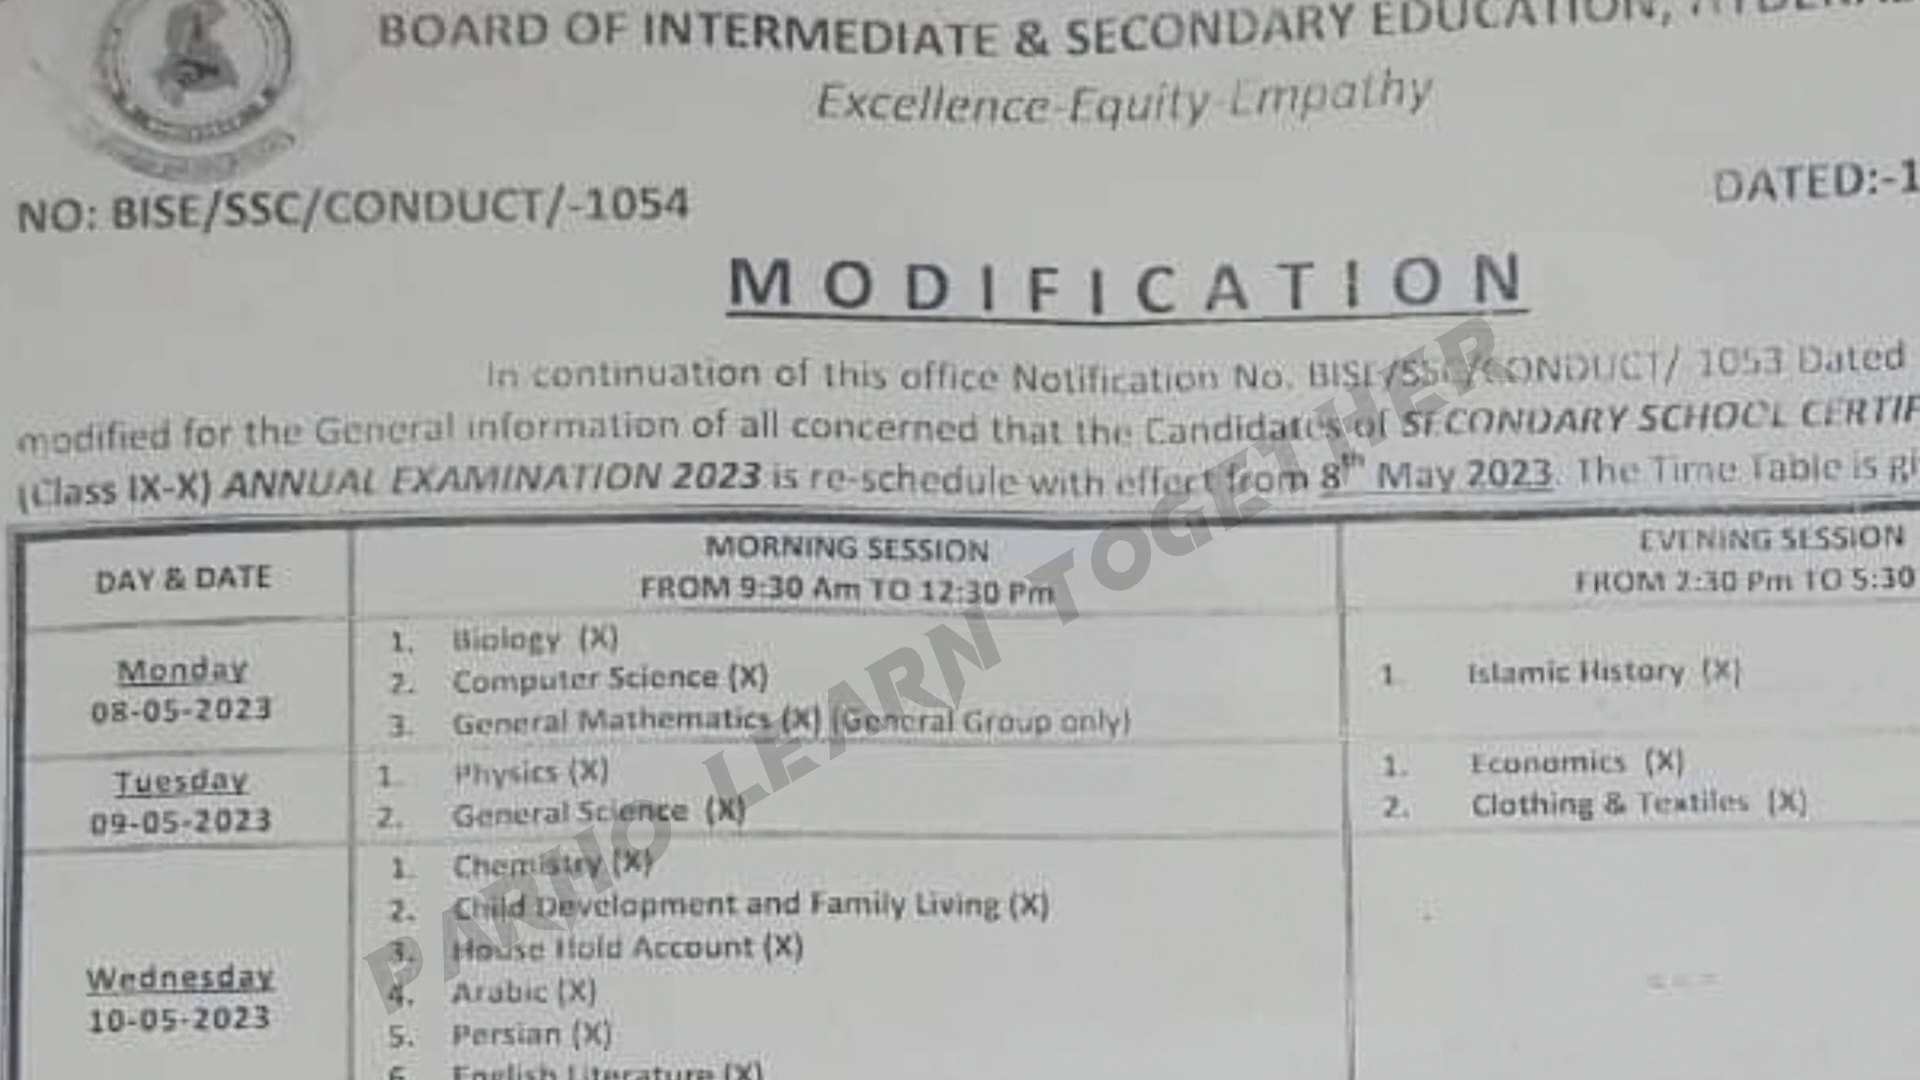 BOARD OF INTERMEDIATE & SECONDARY EDUCATION,
Excellence-Equity-Empathy
NO: BISE/SSC/CONDUCT/-1054
DATED:-1
MODIFICATION
In continuation of this office Notification No. BISE/SSC/CONDUCT/ 1053 Dated
modified for the General information of all concerned that the Candidates of SECONDARY SCHOOL CERTIF
(Class IX-X) ANNUAL EXAMINATION 2023 is re-schedule with effect from 8th May 2023. The Time Table is gi
DAY & DATE
MORNING SESSION
FROM 9:30 Am TO 12:30 Pm
EVENING SESSION
FROM 2:30 Pm TO 5:30
Monday
08-05-2023
1. Biology (X)
2. Computer Science (X)
3. General Mathematics (X) (General Group only)
1. Islamic History (X)
Tuesday
09-05-2023
1. Physics (X)
2. General Science (X)
1. Economics (X)
2. Clothing & Textiles (X)
Wednesday
10-05-2023
1. Chemistry (X)
2. Child Development and Family Living (X)
3. House Hold Account (X)
4. Arabic (X)
5. Persian (X)
6. English Literature (X)
---
PARHO LEARN TOGETHER